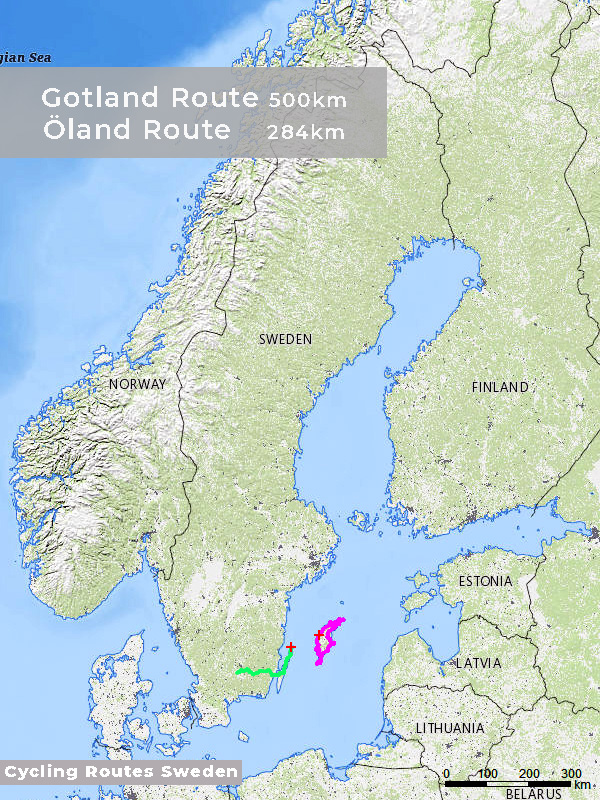 gian Sea
Gotland Route 500km
Öland Route 284km
SWEDEN
NORWAY
FINLAND
ESTONIA
LATVIA
LITHUANIA
Cycling Routes Sweden
0 100 200 300
km
BELARUS